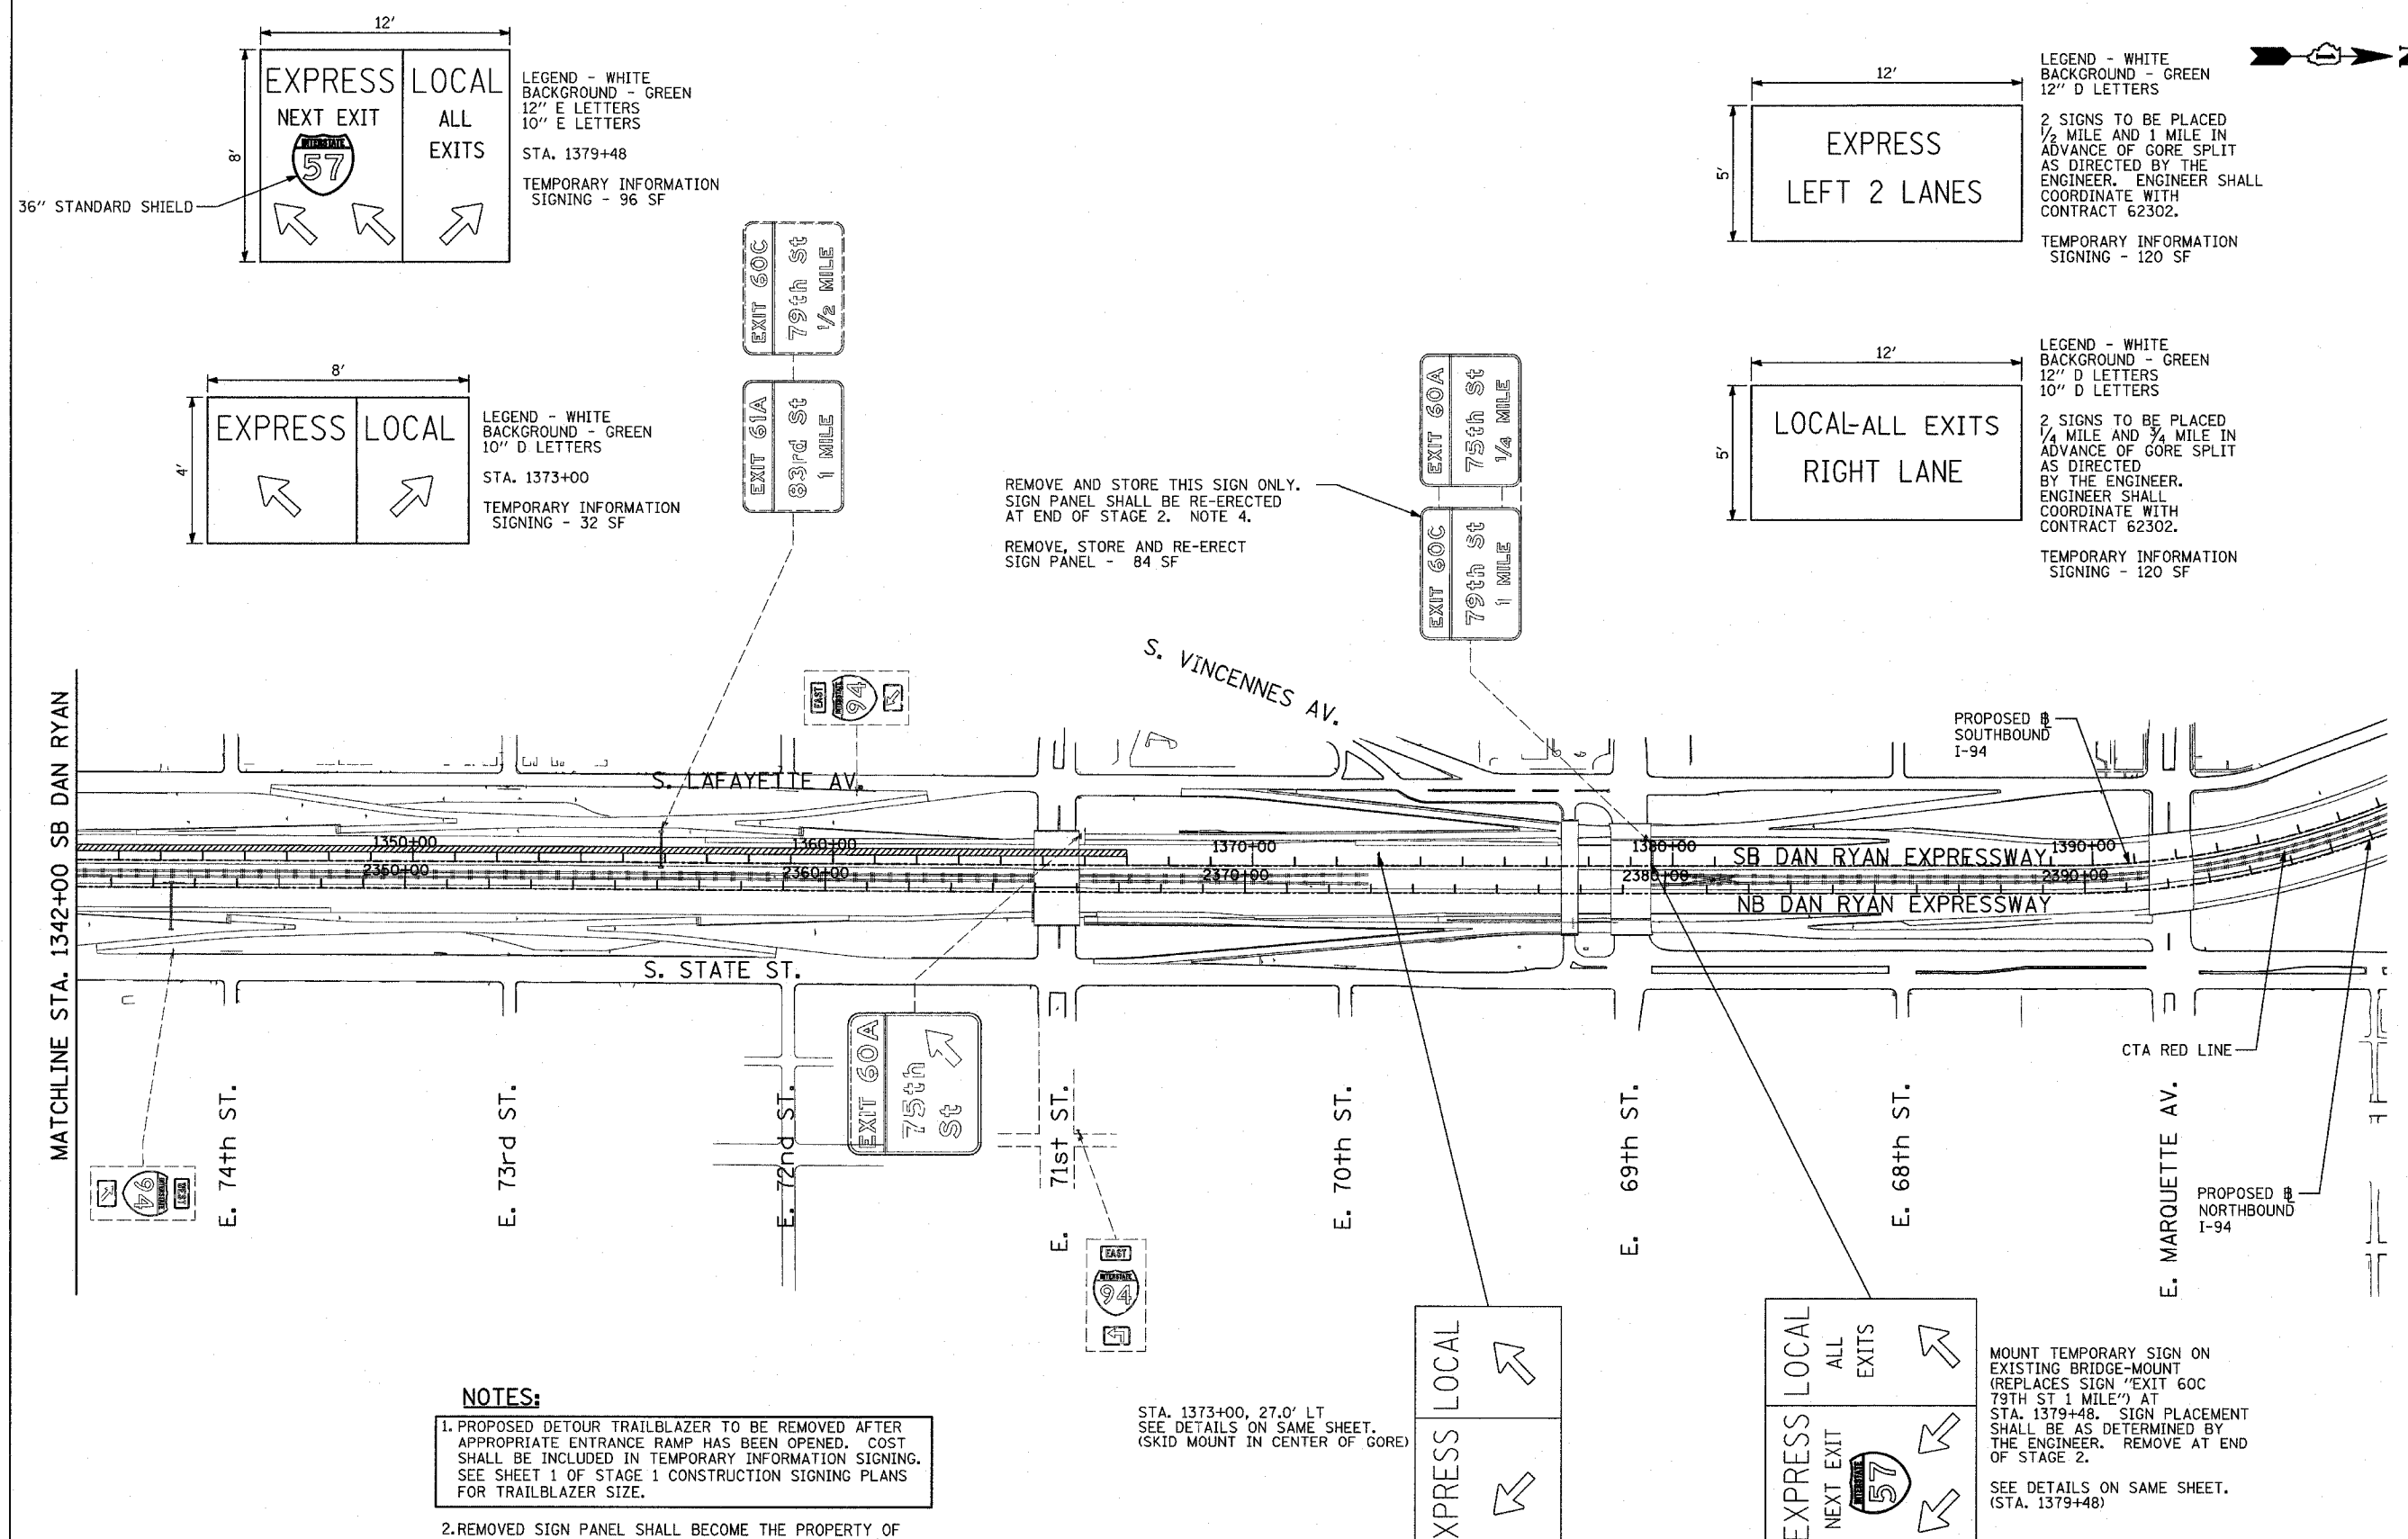 12'
8'
EXPRESS
NEXT EXIT
INTERSTATE
57
LOCAL
ALL
EXITS
36" STANDARD SHIELD
LEGEND - WHITE
BACKGROUND - GREEN
12" E LETTERS
10" E LETTERS
STA. 1379+48
TEMPORARY INFORMATION
SIGNING - 96 SF
8'
4'
EXPRESS
LOCAL
LEGEND - WHITE
BACKGROUND - GREEN
10" D LETTERS
STA. 1373+00
TEMPORARY INFORMATION
SIGNING - 32 SF
EXIT 60C
79th St
1/2 MILE
EXIT 61A
83rd St
1 MILE
REMOVE AND STORE THIS SIGN ONLY.
SIGN PANEL SHALL BE RE-ERECTED
AT END OF STAGE 2. NOTE 4.
REMOVE, STORE AND RE-ERECT
SIGN PANEL - 84 SF
EXIT 60A
75th St
1/4 MILE
EXIT 60C
79th St
1 MILE
12'
5'
EXPRESS
LEFT 2 LANES
LEGEND - WHITE
BACKGROUND - GREEN
12" D LETTERS
2 SIGNS TO BE PLACED
1/2 MILE AND 1 MILE IN
ADVANCE OF GORE SPLIT
AS DIRECTED BY THE
ENGINEER. ENGINEER SHALL
COORDINATE WITH
CONTRACT 62302.
TEMPORARY INFORMATION
SIGNING - 120 SF
12'
5'
LOCAL-ALL EXITS
RIGHT LANE
LEGEND - WHITE
BACKGROUND - GREEN
12" D LETTERS
10" D LETTERS
2 SIGNS TO BE PLACED
1/4 MILE AND 3/4 MILE IN
ADVANCE OF GORE SPLIT
AS DIRECTED
BY THE ENGINEER.
ENGINEER SHALL
COORDINATE WITH
CONTRACT 62302.
TEMPORARY INFORMATION
SIGNING - 120 SF
MATCHLINE STA. 1342+00 SB DAN RYAN
EAST
INTERSTATE
94
S. VINCENNES AV.
S. LAFAYETTE AV.
PROPOSED
SOUTHBOUND
I-94
1350+00
1360+00
1370+00
1380+00
1390+00
SB DAN RYAN EXPRESSWAY
2350+00
2360+00
2370+00
2380+00
2390+00
NB DAN RYAN EXPRESSWAY
S. STATE ST.
CTA RED LINE
PROPOSED
NORTHBOUND
I-94
WEST
INTERSTATE
94
E. 74th ST.
E. 73rd ST.
E. 72nd ST.
EXIT 60A
75th
St
E. 71st ST.
EAST
INTERSTATE
94
E. 70th ST.
E. 69th ST.
E. 68th ST.
E. MARQUETTE AV.
NOTES:
1. PROPOSED DETOUR TRAILBLAZER TO BE REMOVED AFTER
APPROPRIATE ENTRANCE RAMP HAS BEEN OPENED. COST
SHALL BE INCLUDED IN TEMPORARY INFORMATION SIGNING.
SEE SHEET 1 OF STAGE 1 CONSTRUCTION SIGNING PLANS
FOR TRAILBLAZER SIZE.
2. REMOVED SIGN PANEL SHALL BECOME THE PROPERTY OF
STA. 1373+00, 27.0' LT
SEE DETAILS ON SAME SHEET.
(SKID MOUNT IN CENTER OF GORE)
LOCAL
XPRESS
LOCAL
ALL
EXITS
EXPRESS
NEXT EXIT
INTERSTATE
57
MOUNT TEMPORARY SIGN ON
EXISTING BRIDGE-MOUNT
(REPLACES SIGN "EXIT 60C
79TH ST 1 MILE") AT
STA. 1379+48. SIGN PLACEMENT
SHALL BE AS DETERMINED BY
THE ENGINEER. REMOVE AT END
OF STAGE 2.
SEE DETAILS ON SAME SHEET.
(STA. 1379+48)